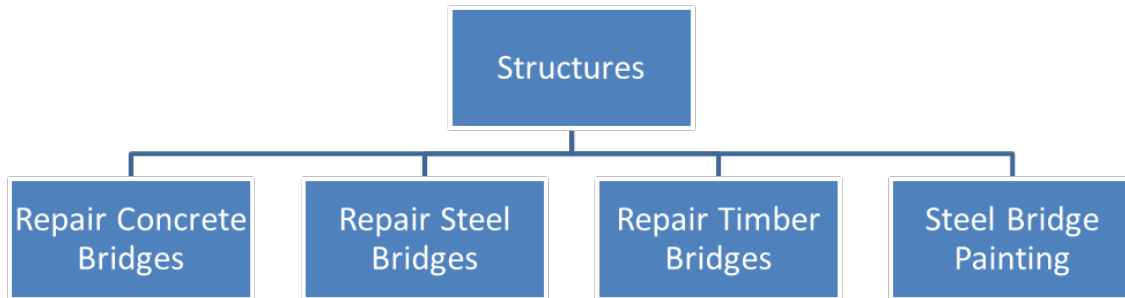 Structures
Repair Concrete
Bridges
Repair Steel
Bridges
Repair Timber
Bridges
Steel Bridge
Painting